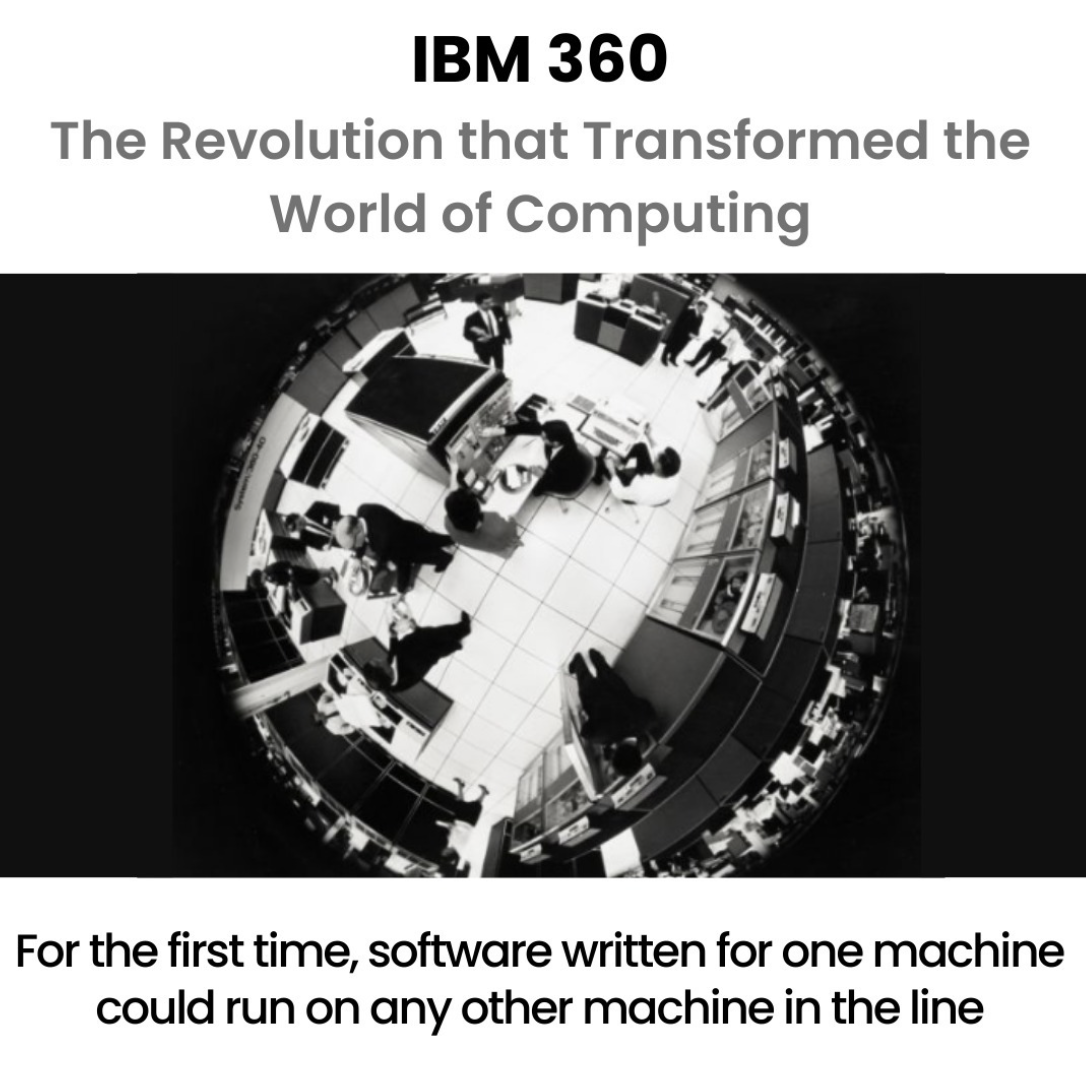 IBM 360
The Revolution that Transformed the
World of Computing
For the first time, software written for one machine
could run on any other machine in the line